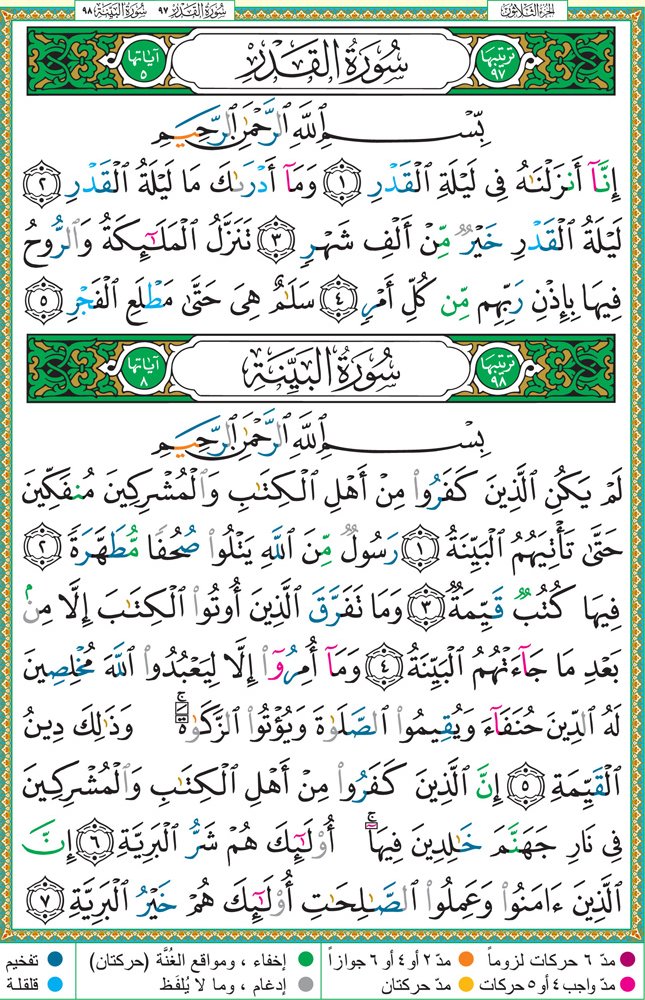 الجزء الثلاثون سورة القدر ٩٧ سورة البينة ٩٨
ترتيبها ٩٧ سُورَةُ القَدْرِ آياتها ٥
بِسْمِ ٱللَّهِ ٱلرَّحْمَٰنِ ٱلرَّحِيمِ
إِنَّآ أَنزَلْنَٰهُ فِى لَيْلَةِ ٱلْقَدْرِ ١ وَمَآ أَدْرَىٰكَ مَا لَيْلَةُ ٱلْقَدْرِ ٢
لَيْلَةُ ٱلْقَدْرِ خَيْرٌ مِّنْ أَلْفِ شَهْرٍ ٣ تَنَزَّلُ ٱلْمَلَٰٓئِكَةُ وَٱلرُّوحُ
فِيهَا بِإِذْنِ رَبِّهِم مِّن كُلِّ أَمْرٍ ٤ سَلَٰمٌ هِىَ حَتَّىٰ مَطْلَعِ ٱلْفَجْرِ ٥
ترتيبها ٩٨ سُورَةُ البَيِّنَةِ آياتها ٨
بِسْمِ ٱللَّهِ ٱلرَّحْمَٰنِ ٱلرَّحِيمِ
لَمْ يَكُنِ ٱلَّذِينَ كَفَرُوا۟ مِنْ أَهْلِ ٱلْكِتَٰبِ وَٱلْمُشْرِكِينَ مُنفَكِّينَ
حَتَّىٰ تَأْتِيَهُمُ ٱلْبَيِّنَةُ ١ رَسُولٌ مِّنَ ٱللَّهِ يَتْلُوا۟ صُحُفًا مُّطَهَّرَةً ٢
فِيهَا كُتُبٌ قَيِّمَةٌ ٣ وَمَا تَفَرَّقَ ٱلَّذِينَ أُوتُوا۟ ٱلْكِتَٰبَ إِلَّا مِنۢ
بَعْدِ مَا جَآءَتْهُمُ ٱلْبَيِّنَةُ ٤ وَمَآ أُمِرُوٓا۟ إِلَّا لِيَعْبُدُوا۟ ٱللَّهَ مُخْلِصِينَ
لَهُ ٱلدِّينَ حُنَفَآءَ وَيُقِيمُوا۟ ٱلصَّلَوٰةَ وَيُؤْتُوا۟ ٱلزَّكَوٰةَ ۚ وَذَٰلِكَ دِينُ
ٱلْقَيِّمَةِ ٥ إِنَّ ٱلَّذِينَ كَفَرُوا۟ مِنْ أَهْلِ ٱلْكِتَٰبِ وَٱلْمُشْرِكِينَ
فِى نَارِ جَهَنَّمَ خَٰلِدِينَ فِيهَآ ۚ أُو۟لَٰٓئِكَ هُمْ شَرُّ ٱلْبَرِيَّةِ ٦ إِنَّ
ٱلَّذِينَ ءَامَنُوا۟ وَعَمِلُوا۟ ٱلصَّٰلِحَٰتِ أُو۟لَٰٓئِكَ هُمْ خَيْرُ ٱلْبَرِيَّةِ ٧
مدّ ٦ حركات لزوماً مدّ ٢ أو ٤ أو ٦ جوازاً إخفاء ، ومواقع الغُنَّة (حركتان) تفخيم
مدّ واجب ٤ أو ٥ حركات مدّ حركتان إدغام ، وما لا يُلفَظ قلقلة